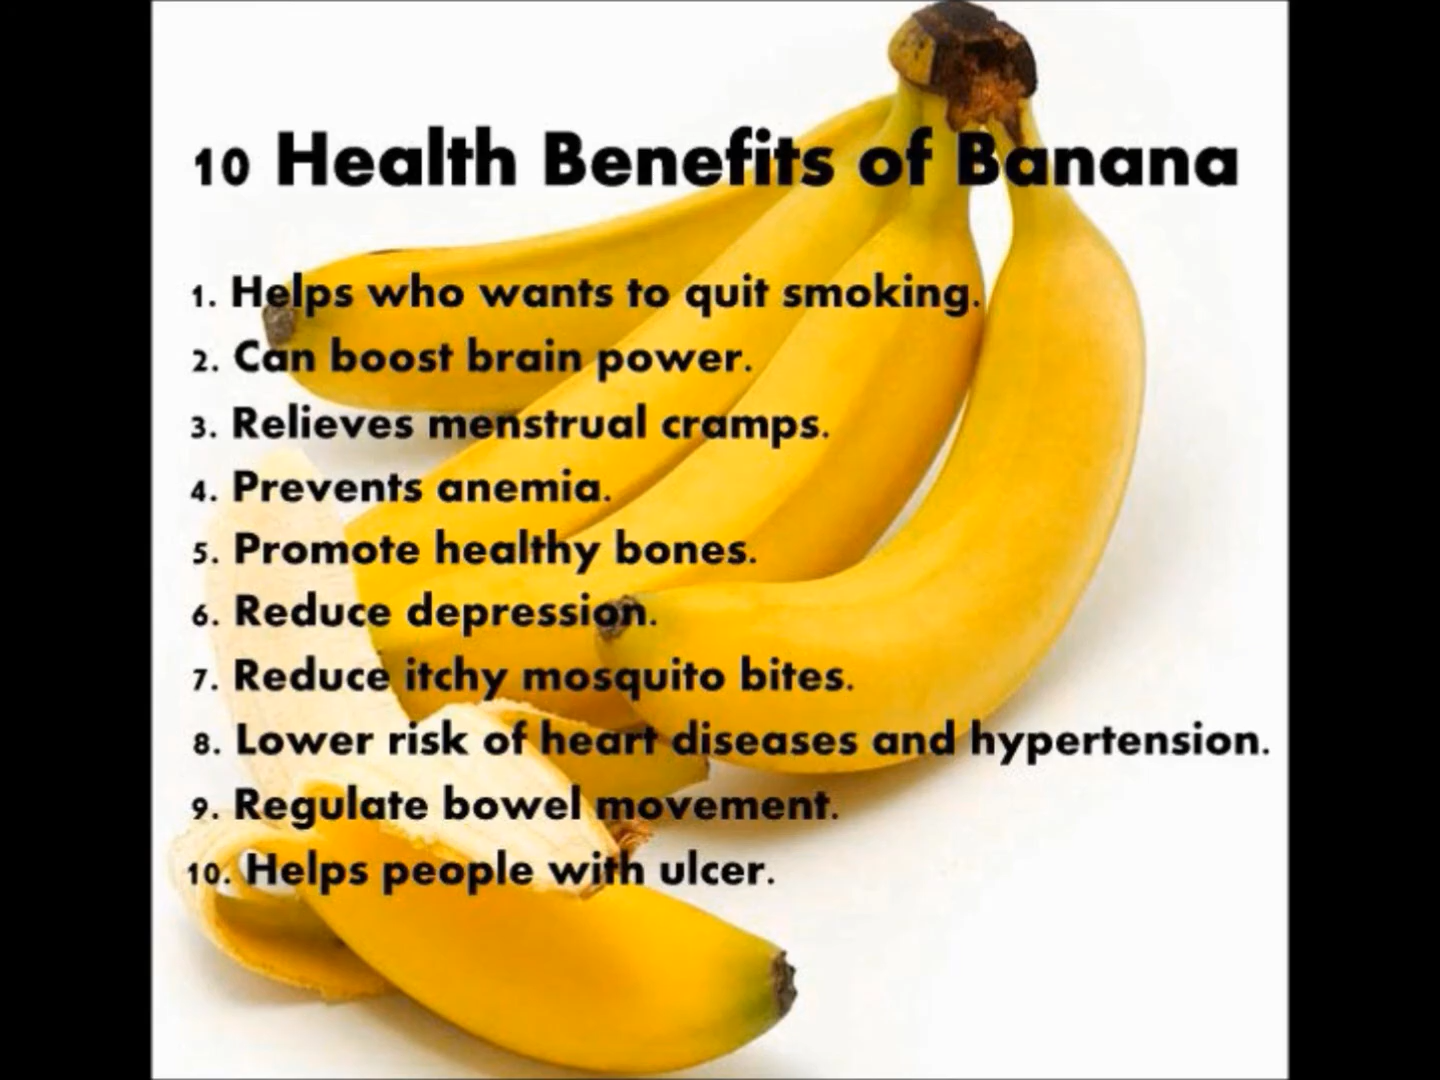 10 Health Benefits of Banana
1. Helps who wants to quit smoking.
2. Can boost brain power.
3. Relieves menstrual cramps.
4. Prevents anemia.
5. Promote healthy bones.
6. Reduce depression.
7. Reduce itchy mosquito bites.
8. Lower risk of heart diseases and hypertension.
9. Regulate bowel movement.
10. Helps people with ulcer.